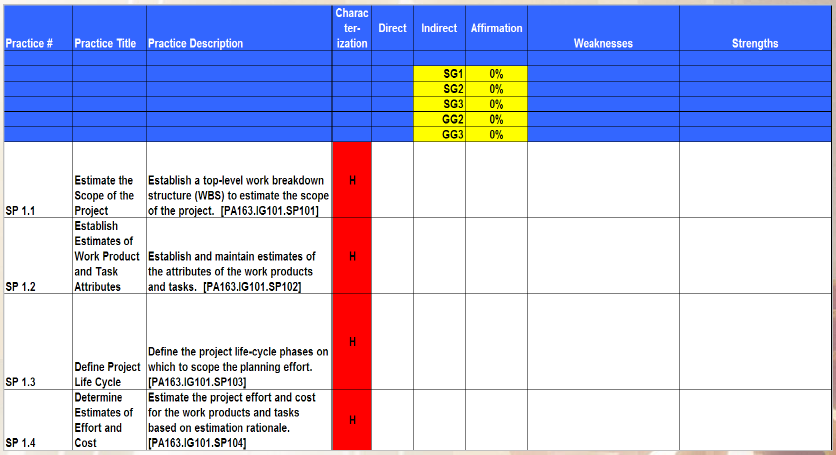 Practice # Practice Title Practice Description Charac ter- ization Direct Indirect Affirmation Weaknesses Strengths
SG1 0%
SG2 0%
SG3 0%
GG2 0%
GG3 0%
SP 1.1
Estimate the
Scope of the
Project
Establish a top-level work breakdown
structure (WBS) to estimate the scope
of the project. [PA163.IG101.SP101]
H
SP 1.2
Establish
Estimates of
Work Product
and Task
Attributes
Establish and maintain estimates of
the attributes of the work products
and tasks. [PA163.IG101.SP102]
H
SP 1.3
Define Project
Life Cycle
Define the project life-cycle phases on
which to scope the planning effort.
[PA163.IG101.SP103]
H
SP 1.4
Determine
Estimates of
Effort and
Cost
Estimate the project effort and cost
for the work products and tasks
based on estimation rationale.
[PA163.IG101.SP104]
H